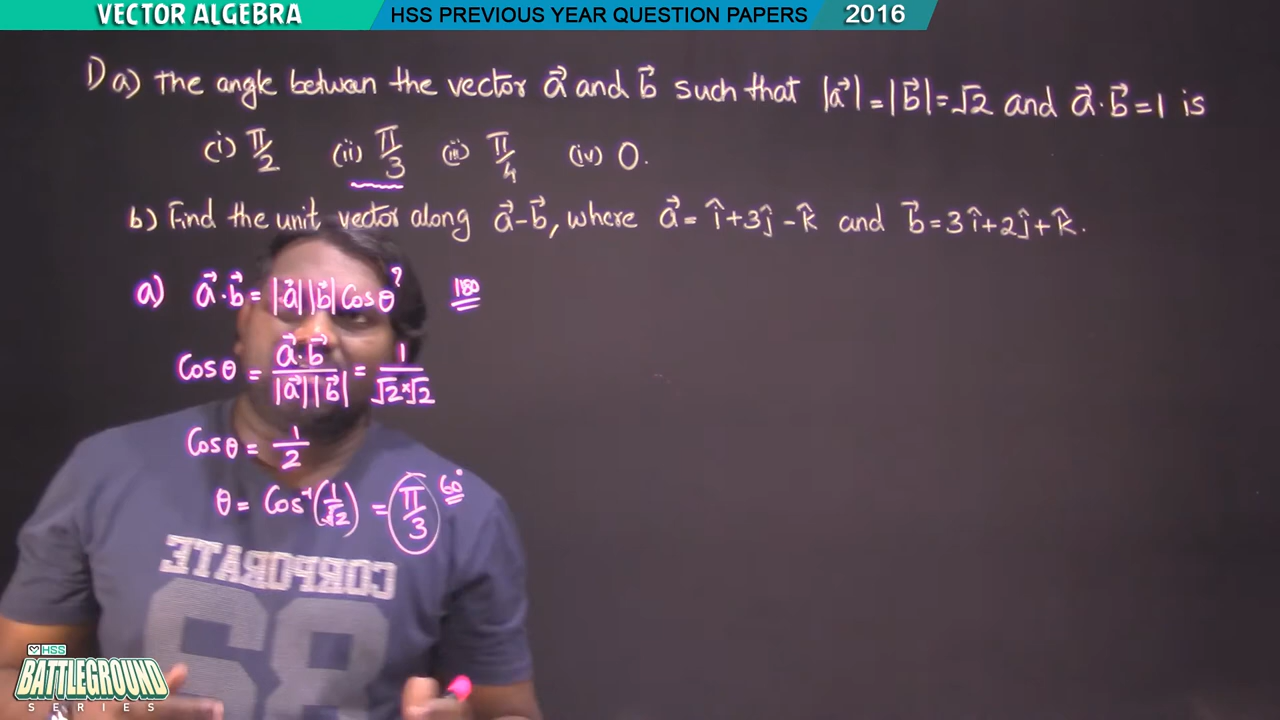 VECTOR ALGEBRA HSS PREVIOUS YEAR QUESTION PAPERS 2016
1) a) The angle betwen the vector a⃗ and b⃗ such that |a⃗| = |b⃗| = √2 and a⃗·b⃗ = 1 is
(i) π/2 (ii) π/3 (iii) π/4 (iv) 0.
b) Find the unit vector along a⃗-b⃗, where a⃗ = î+3ĵ-k̂ and b⃗ = 3î+2ĵ+k̂.
a) a⃗·b⃗ = |a⃗||b⃗| Cos θ ? 180
Cos θ = a⃗·b⃗ / |a⃗||b⃗| = 1 / √2×√2
Cos θ = 1/2
θ = Cos⁻¹(1/√2) = π/3 60°
CORPORATE
82
HSS
BATTLEGROUND
SERIES